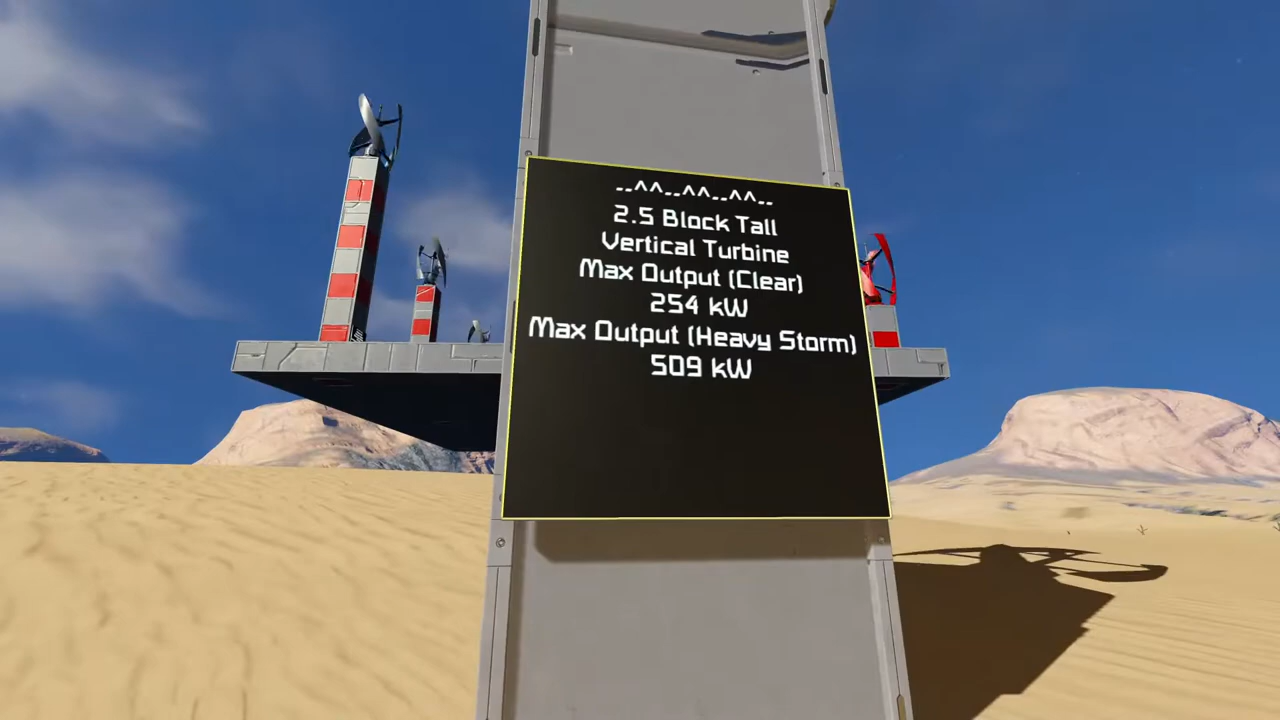 --^^--^^--^^--
2.5 Block Tall
Vertical Turbine
Max Output (Clear)
254 kW
Max Output (Heavy Storm)
509 kW